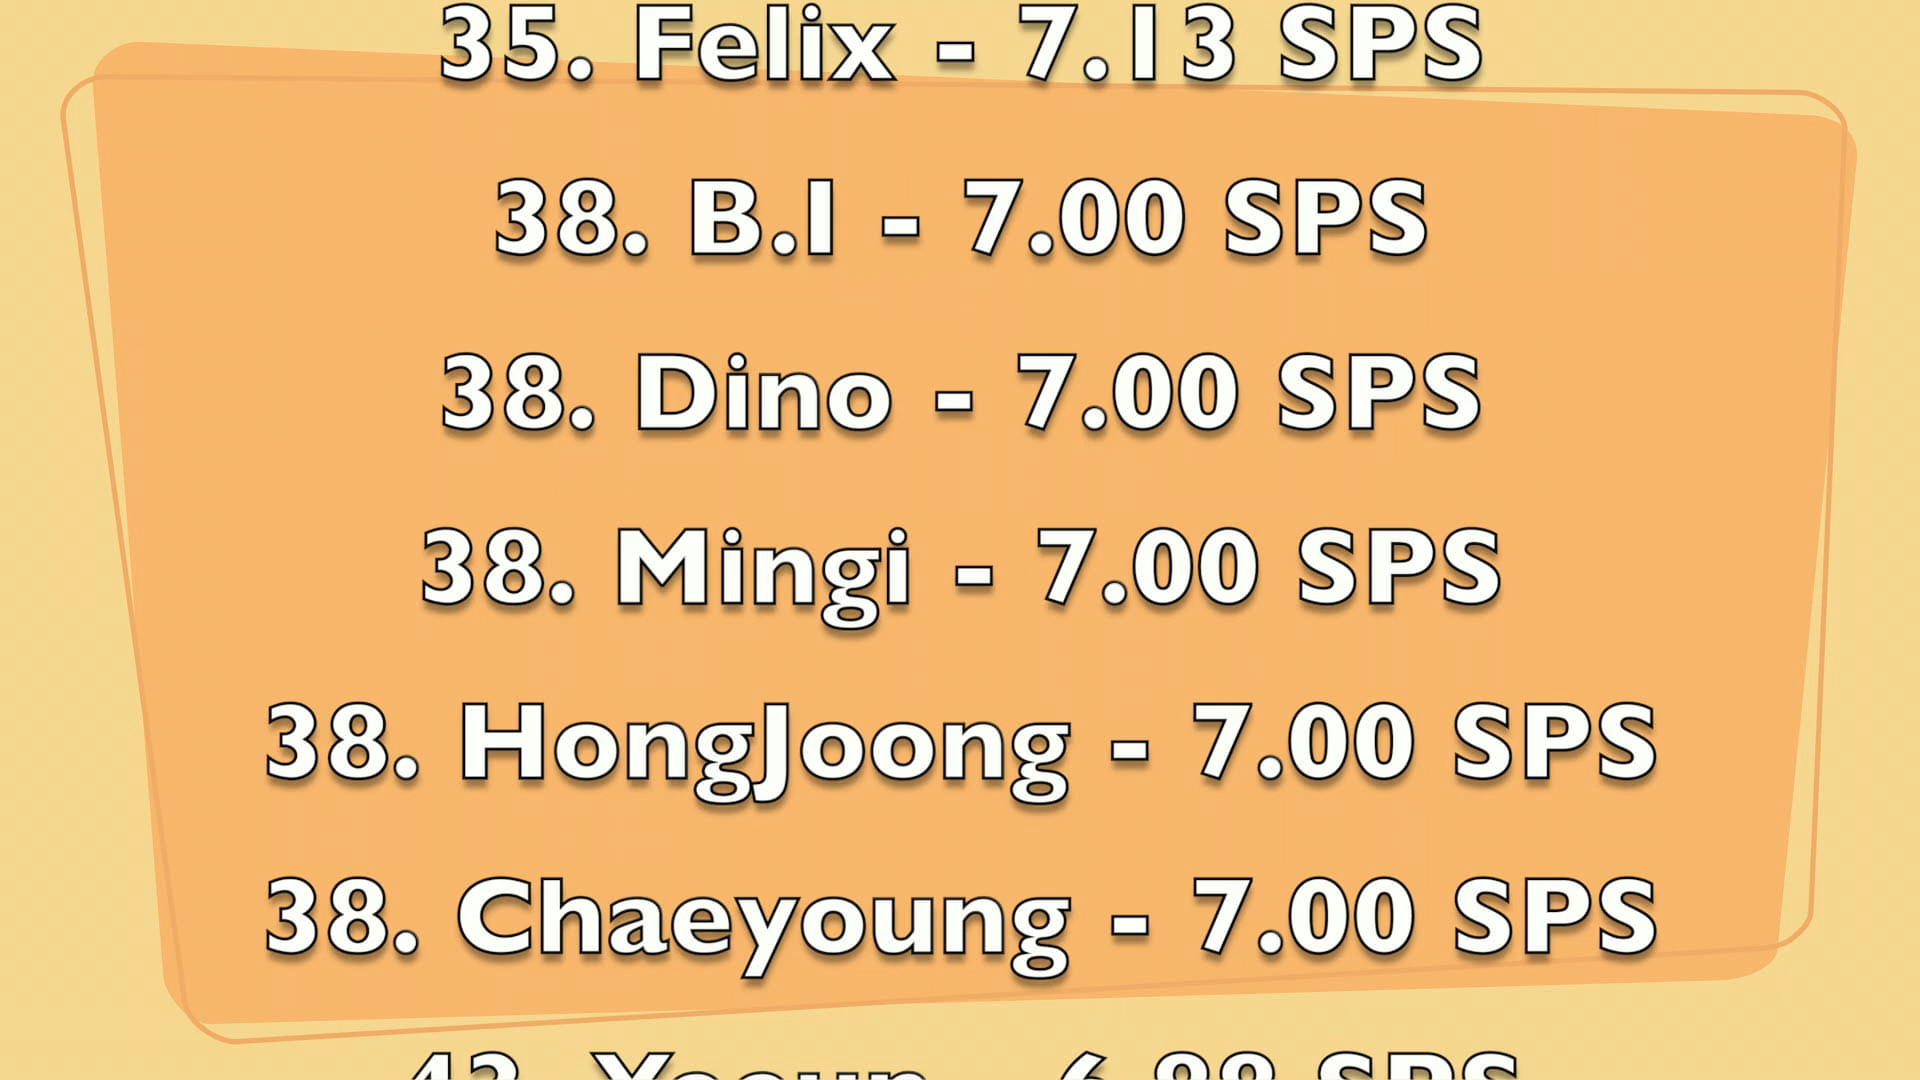 35. Felix - 7.13 SPS
38. B.I - 7.00 SPS
38. Dino - 7.00 SPS
38. Mingi - 7.00 SPS
38. HongJoong - 7.00 SPS
38. Chaeyoung - 7.00 SPS
SPS